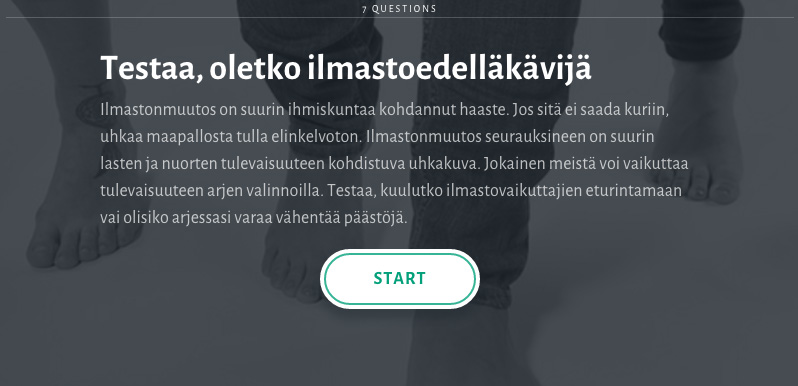 7 QUESTIONS
Testaa, oletko ilmastoedelläkävijä
Ilmastonmuutos on suurin ihmiskuntaa kohdannut haaste. Jos sitä ei saada kuriin,
uhkaa maapallosta tulla elinkelvoton. Ilmastonmuutos seurauksineen on suurin
lasten ja nuorten tulevaisuuteen kohdistuva uhkakuva. Jokainen meistä voi vaikuttaa
tulevaisuuteen arjen valinnoilla. Testaa, kuulutko ilmastovaikuttajien eturintamaan
vai olisiko arjessasi varaa vähentää päästöjä.
START